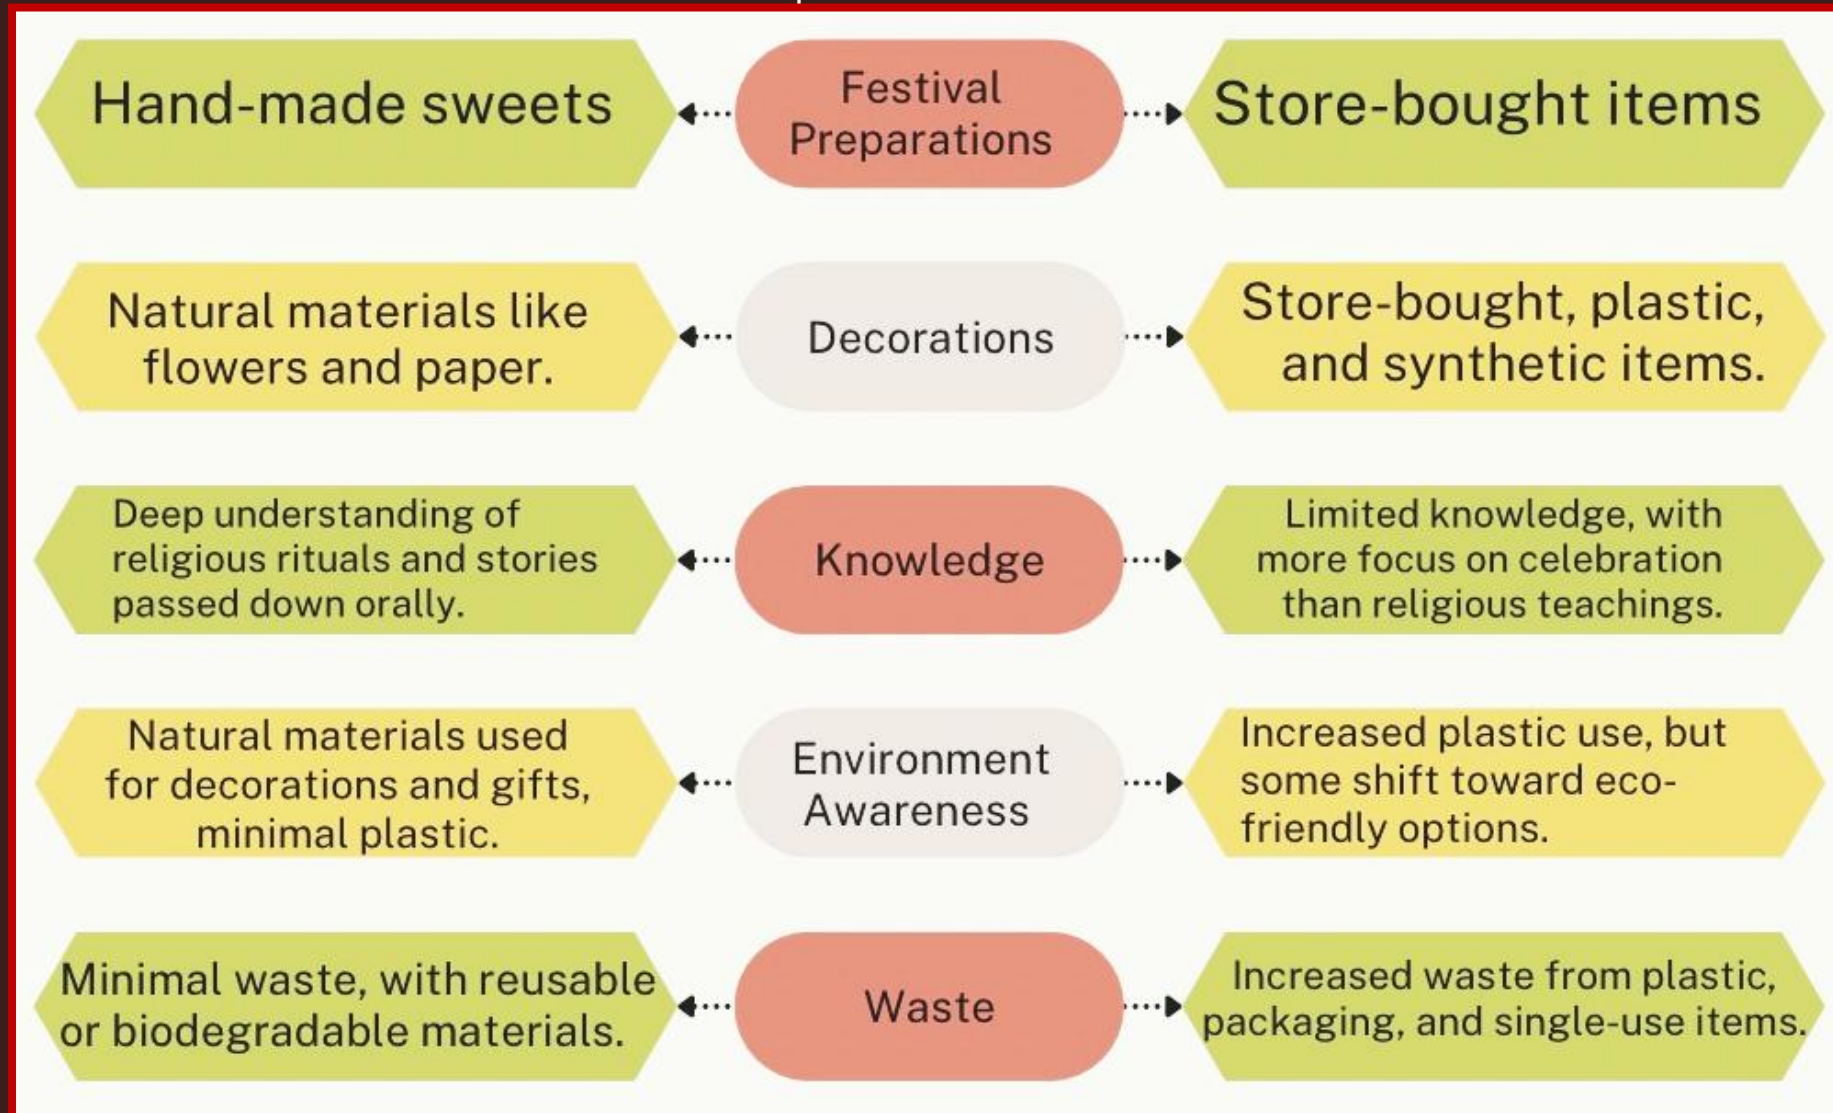 Hand-made sweets
Festival
Preparations
Store-bought items
Natural materials like
flowers and paper.
Decorations
Store-bought, plastic,
and synthetic items.
Deep understanding of
religious rituals and stories
passed down orally.
Knowledge
Limited knowledge, with
more focus on celebration
than religious teachings.
Natural materials used
for decorations and gifts,
minimal plastic.
Environment
Awareness
Increased plastic use, but
some shift toward eco-
friendly options.
Minimal waste, with reusable
or biodegradable materials.
Waste
Increased waste from plastic,
packaging, and single-use items.